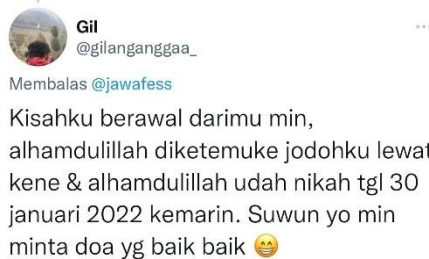 Gil
@gilanganggaa_
Membalas @jawafess
Kisahku berawal darimu min,
alhamdulillah diketemuke jodohku lewat
kene & alhamdulillah udah nikah tgl 30
januari 2022 kemarin. Suwun yo min
minta doa yg baik baik 😁